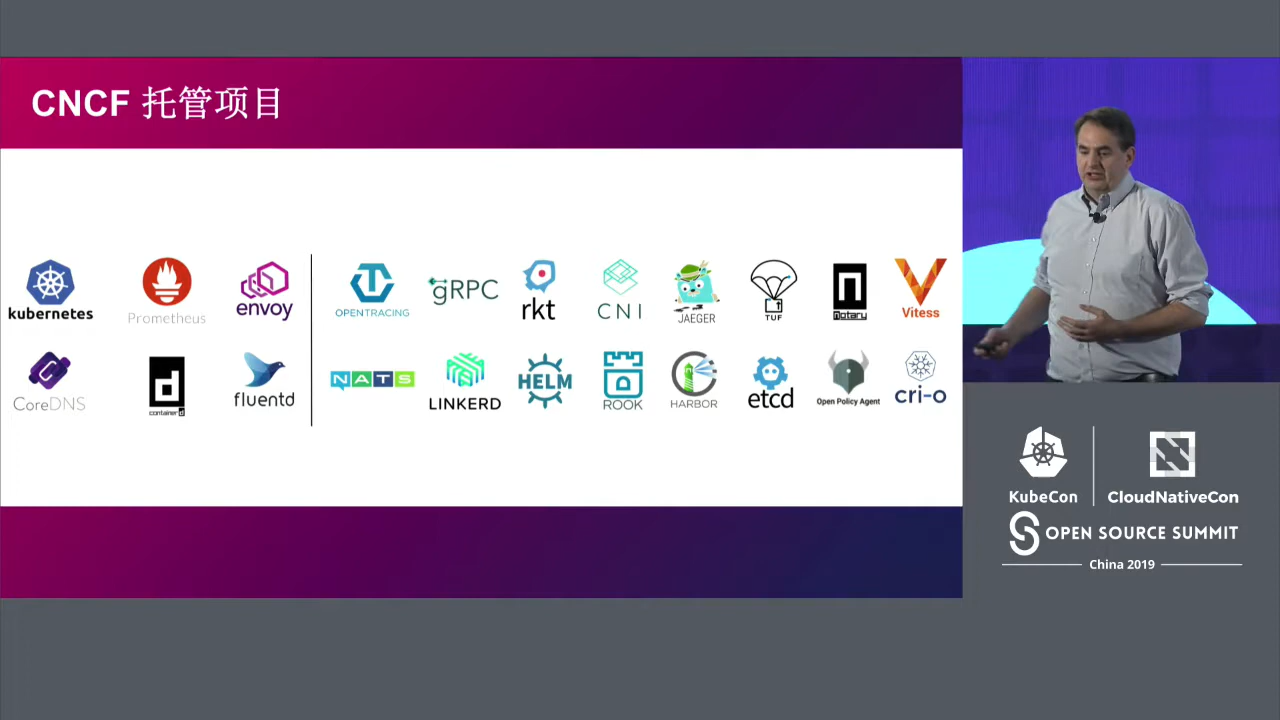 CNCF 托管项目
kubernetes
Prometheus
envoy
OPENTRACING
gRPC
rkt
CNI
JAEGER
TUF
notary
Vitess
CoreDNS
d
containerd
fluentd
NATS
LINKERD
HELM
ROOK
HARBOR
etcd
Open Policy Agent
cri-o
KubeCon
CloudNativeCon
OPEN SOURCE SUMMIT
China 2019